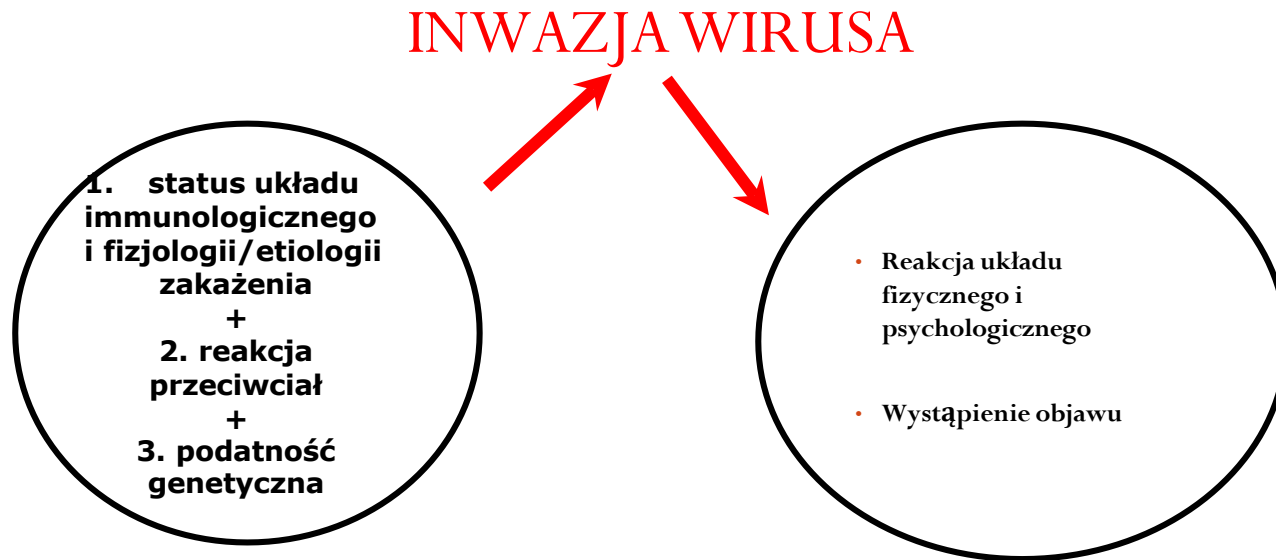 INWAZJA WIRUSA
1. status układu
immunologicznego
i fizjologii/etiologii
zakażenia
+
2. reakcja
przeciwciał
+
3. podatność
genetyczna
• Reakcja układu
fizycznego i
psychologicznego
• Wystąpienie objawu